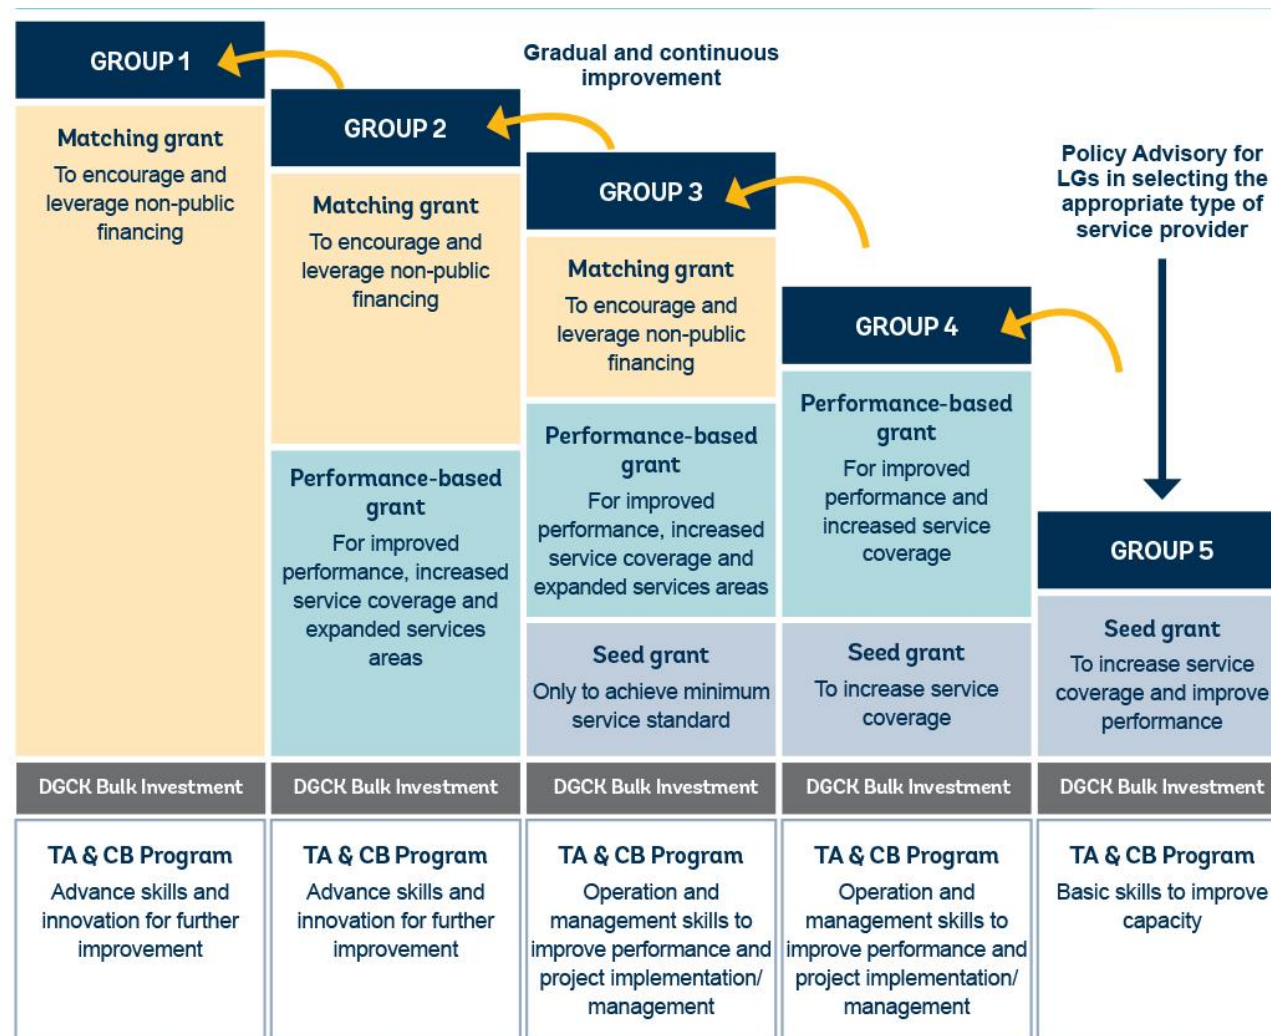 GROUP 1
Matching grant
To encourage and
leverage non-public
financing
DGCK Bulk Investment
TA & CB Program
Advance skills and
innovation for further
improvement
Gradual and continuous
improvement
GROUP 2
Matching grant
To encourage and
leverage non-public
financing
Performance-based
grant
For improved
performance, increased
service coverage and
expanded services
areas
DGCK Bulk Investment
TA & CB Program
Advance skills and
innovation for further
improvement
GROUP 3
Matching grant
To encourage and
leverage non-public
financing
Performance-based
grant
For improved
performance, increased
service coverage and
expanded services areas
Seed grant
Only to achieve minimum
service standard
DGCK Bulk Investment
TA & CB Program
Operation and
management skills to
improve performance and
project implementation/
management
GROUP 4
Performance-based
grant
For improved
performance and
increased service
coverage
Seed grant
To increase service
coverage
DGCK Bulk Investment
TA & CB Program
Operation and
management skills to
improve performance and
project implementation/
management
Policy Advisory for
LGs in selecting the
appropriate type of
service provider
GROUP 5
Seed grant
To increase service
coverage and improve
performance
DGCK Bulk Investment
TA & CB Program
Basic skills to improve
capacity